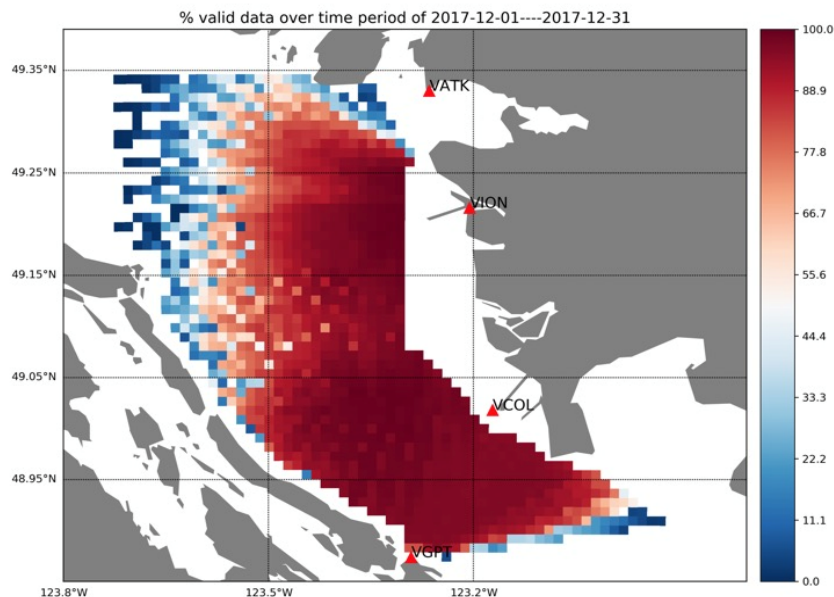 % valid data over time period of 2017-12-01----2017-12-31
100.0
49.35°N
VATK
88.9
77.8
49.25°N
VION
66.7
49.15°N
55.6
44.4
49.05°N
33.3
VCOL
48.95°N
22.2
11.1
VGPT
0.0
123.8°W
123.5°W
123.2°W